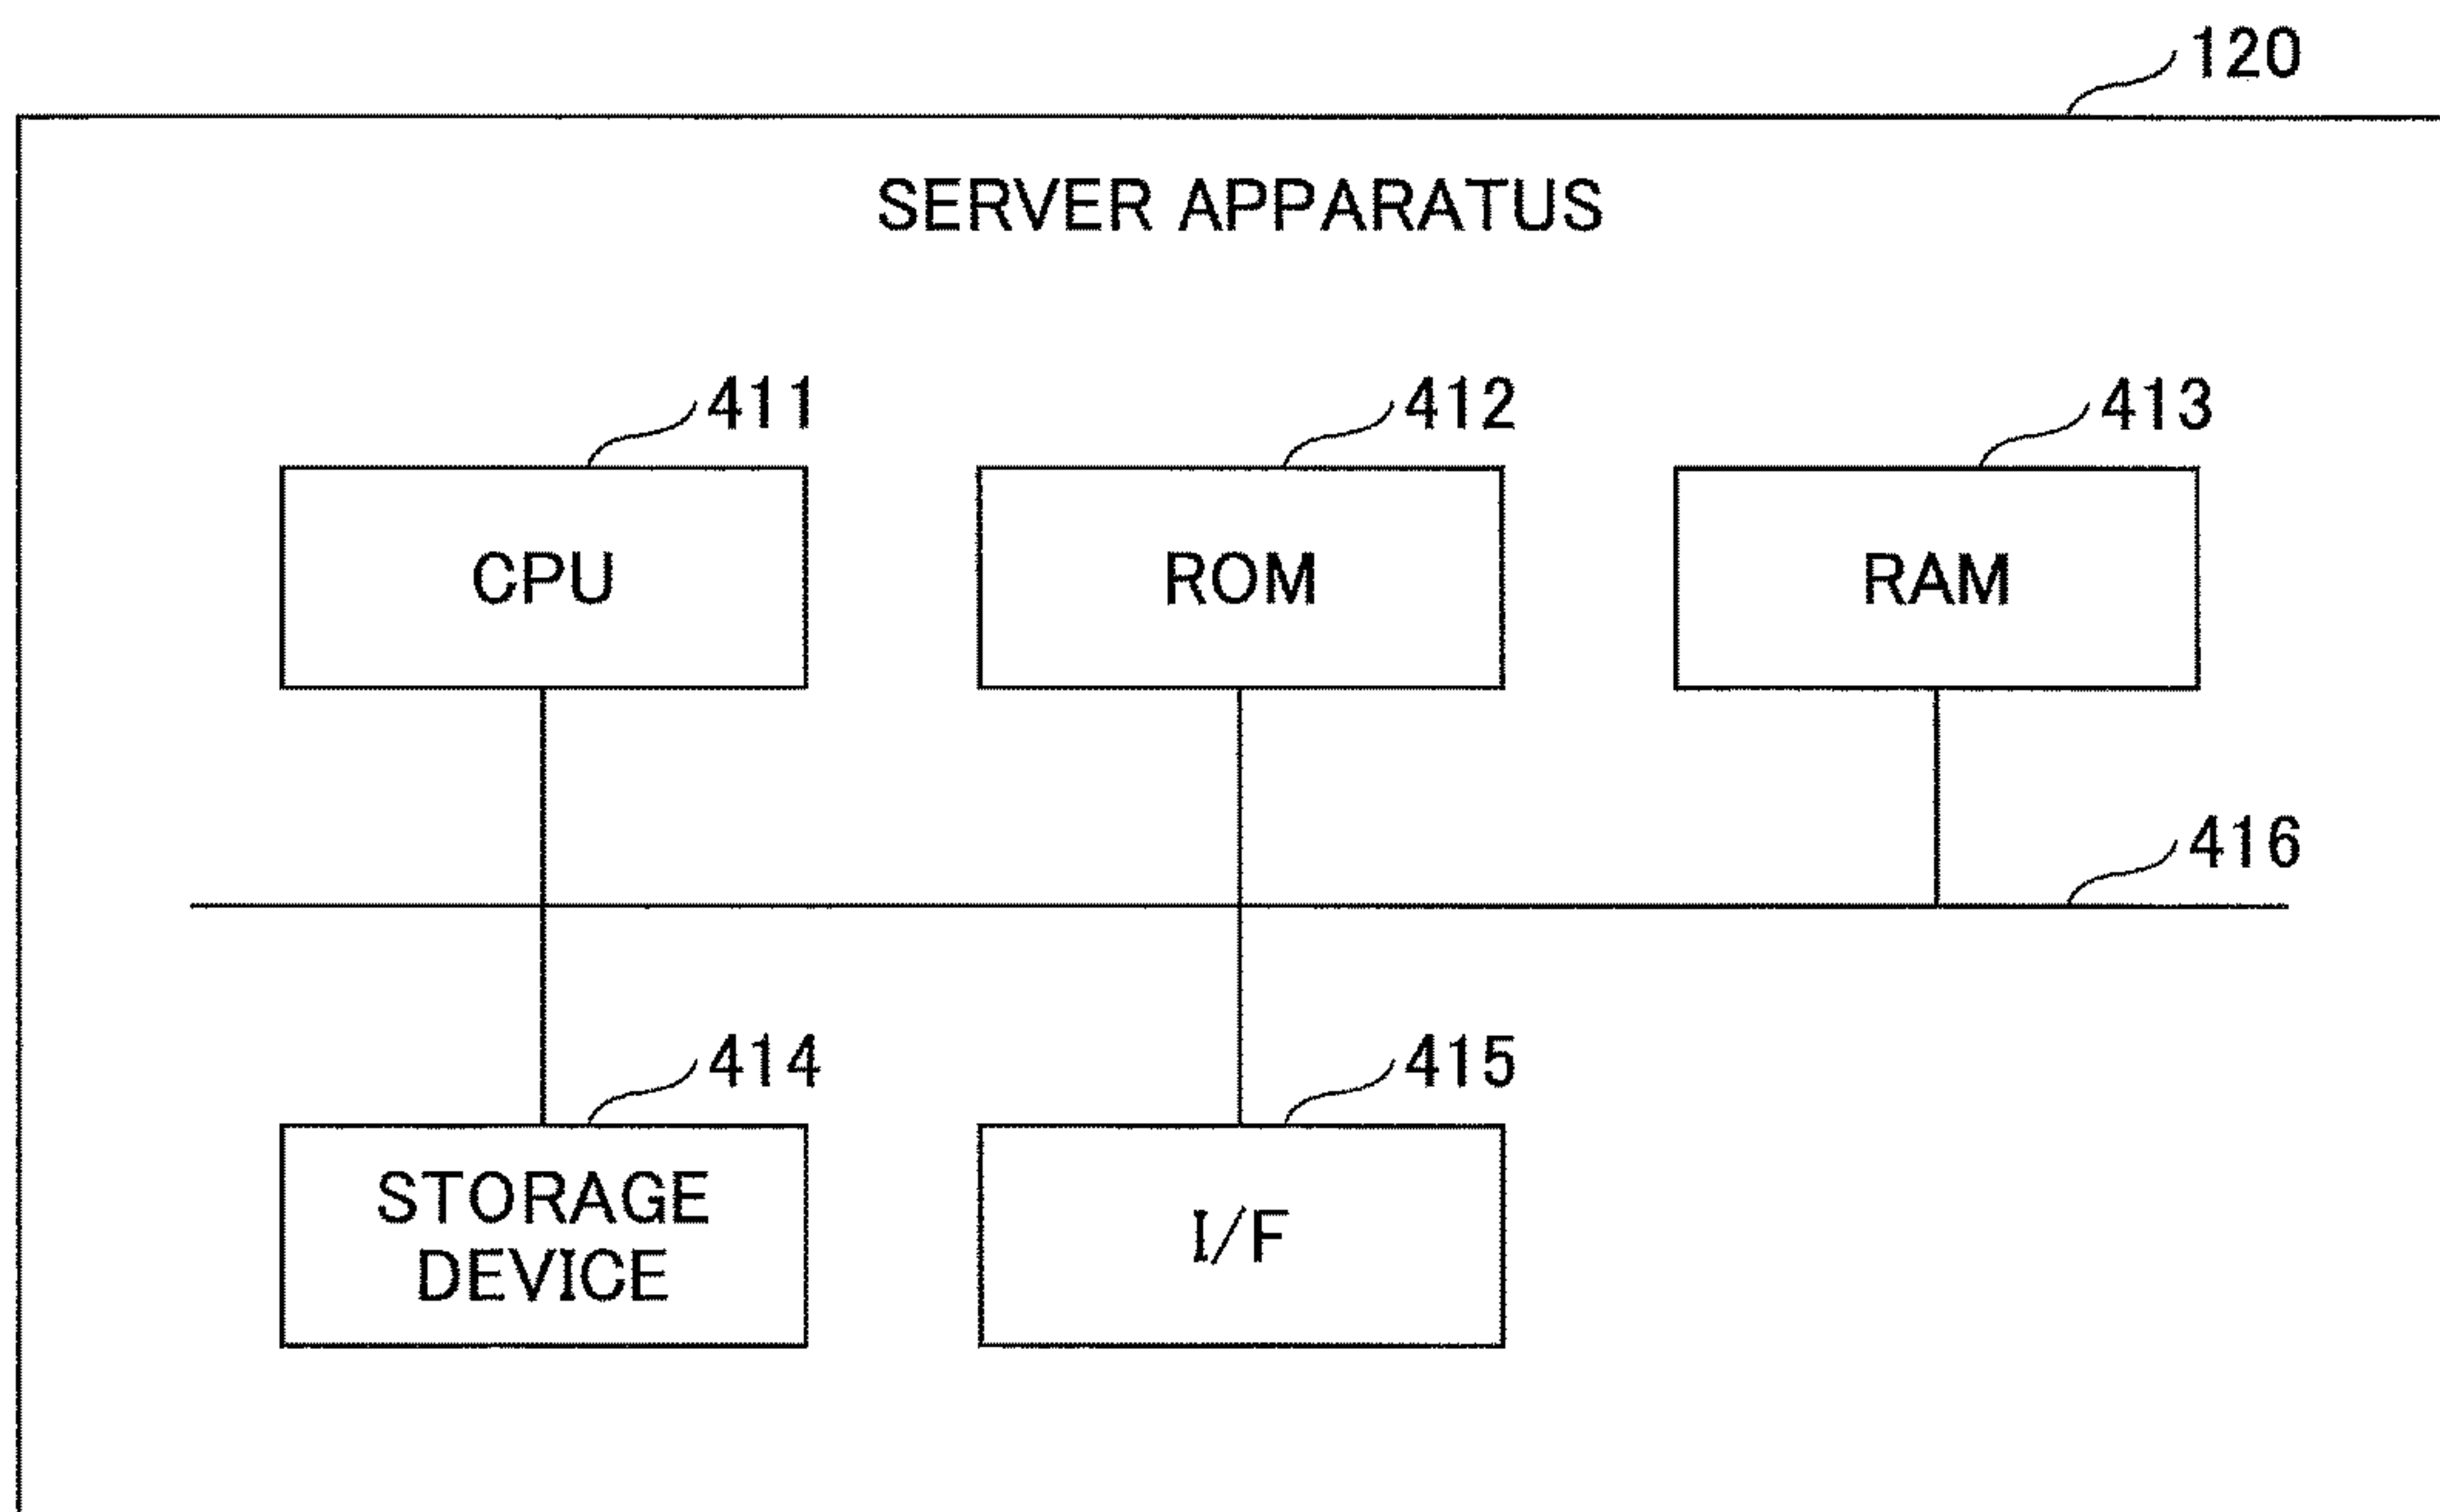 120
SERVER APPARATUS
411
412
413
CPU
ROM
RAM
416
414
415
STORAGE
DEVICE
I/F